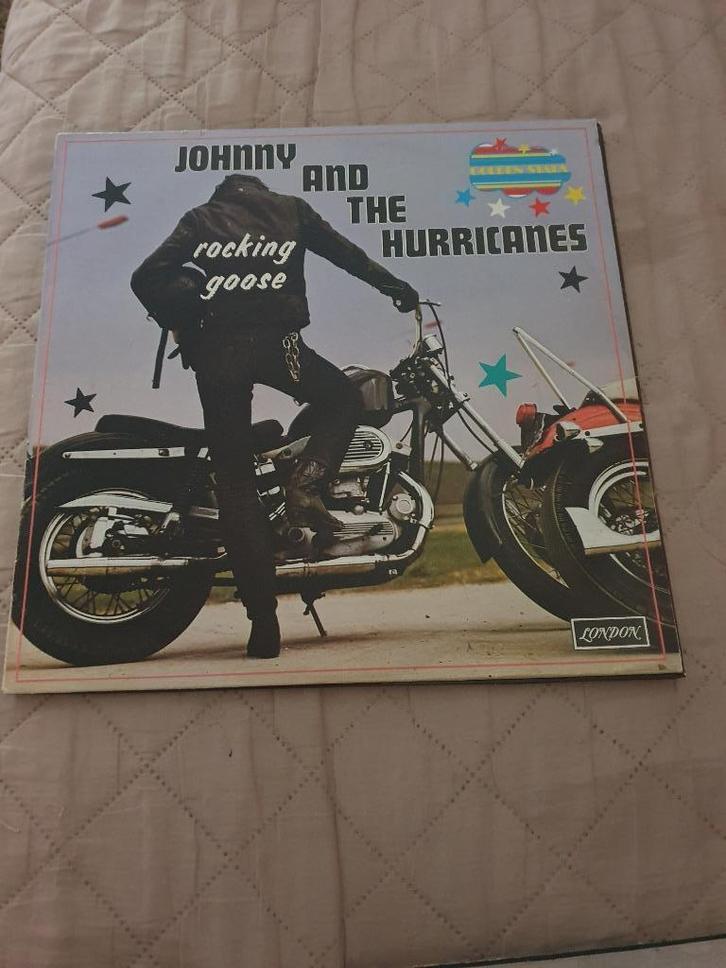 JOHNNY
AND
THE
HURRICANES
GOLDEN STARS
rocking
goose
LONDON